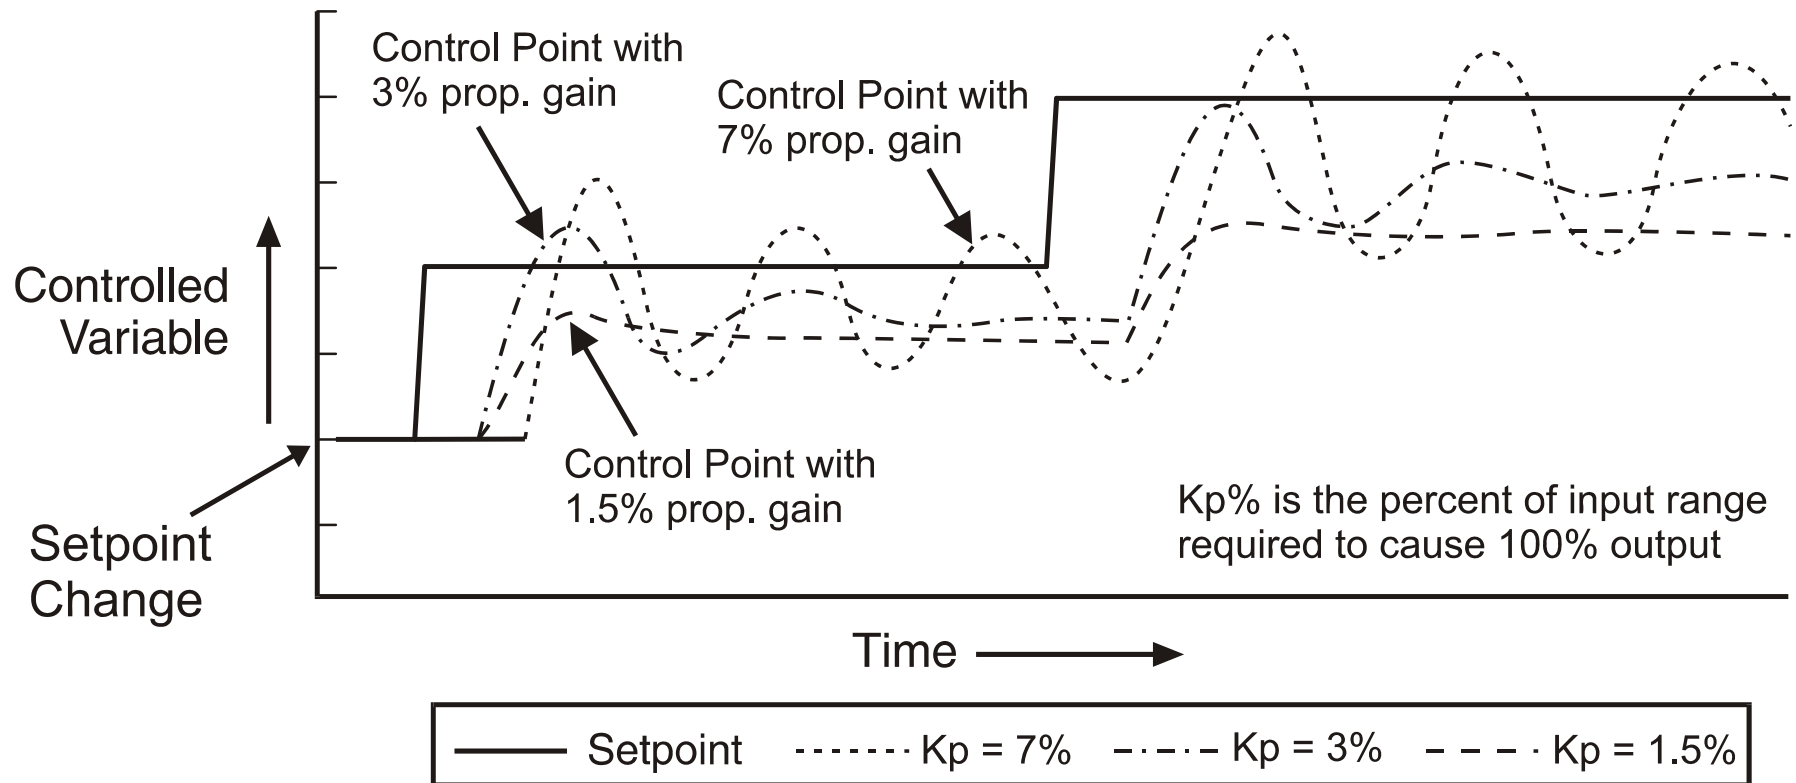 Control Point with
3% prop. gain
Control Point with
7% prop. gain
Controlled
Variable
Control Point with
1.5% prop. gain
Setpoint
Change
Kp% is the percent of input range
required to cause 100% output
Time
Setpoint
Kp = 7%
Kp = 3%
Kp = 1.5%